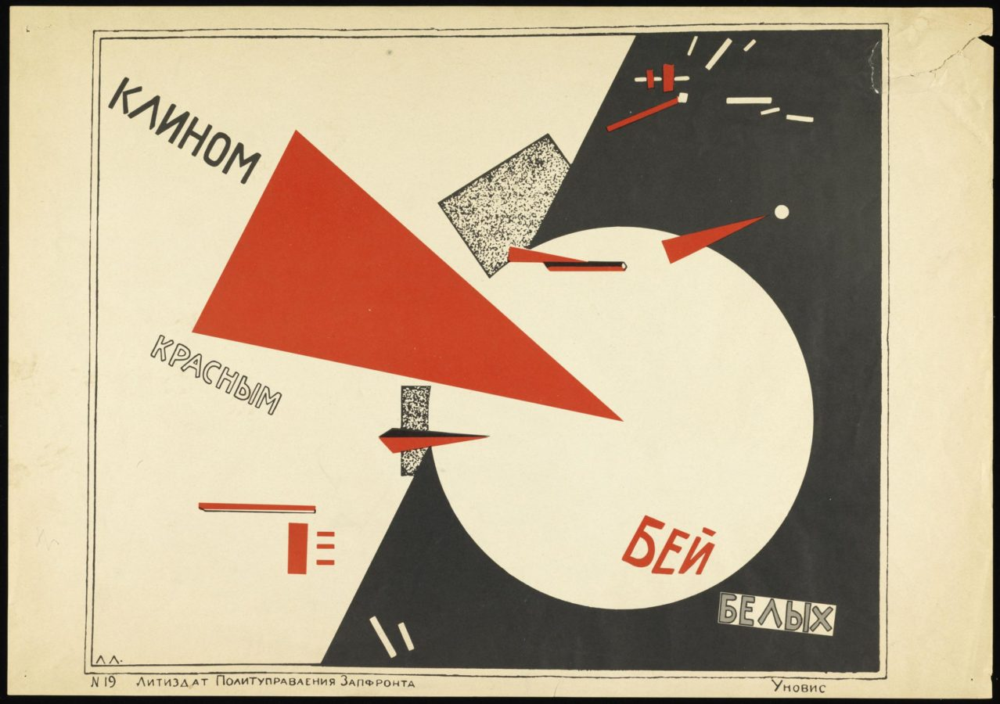 КЛИНОМ
КРАСНЫМ
БЕЙ
БЕЛЫХ
ЛЛ.
N 19 ЛИТИЗДАТ ПОЛИТУПРАВЛЕНИЯ ЗАПФРОНТА
УНОВИС